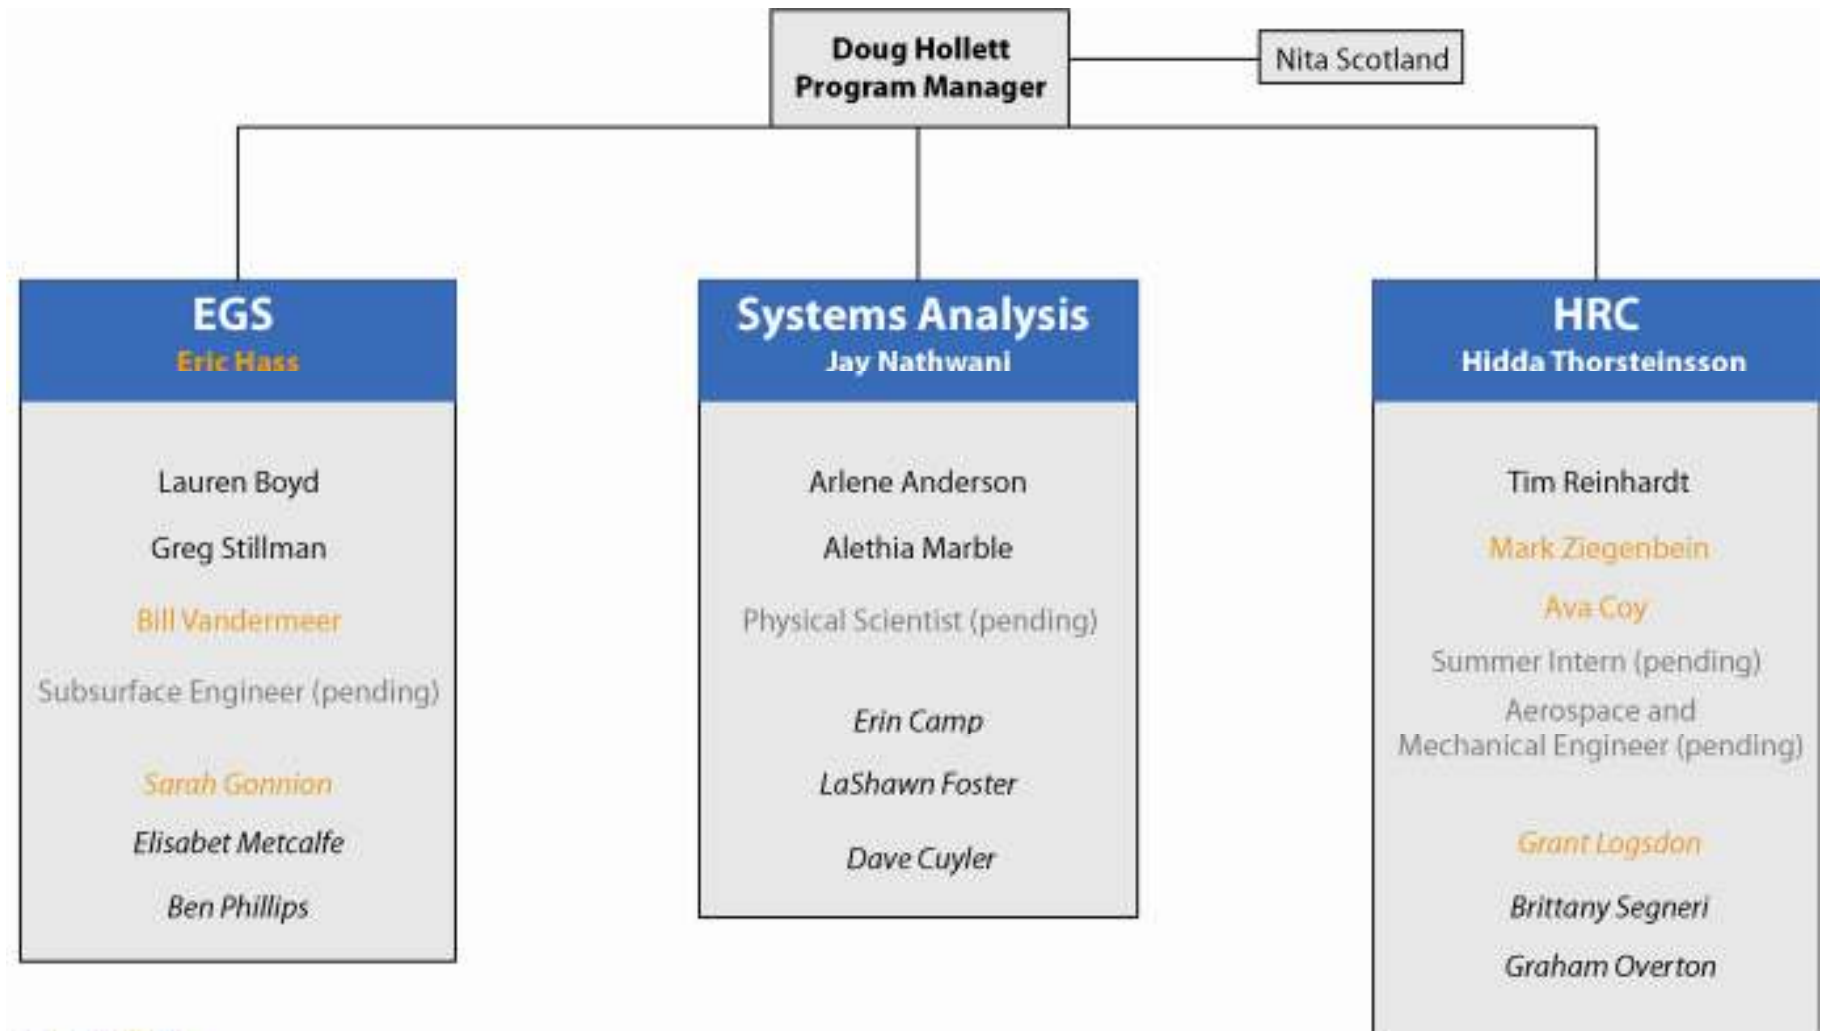 Doug Hollett
Program Manager
Nita Scotland
EGS
Eric Hass
Lauren Boyd
Greg Stillman
Bill Vandermeer
Subsurface Engineer (pending)
Sarah Gonnion
Elisabet Metcalfe
Ben Phillips
Systems Analysis
Jay Nathwani
Arlene Anderson
Alethia Marble
Physical Scientist (pending)
Erin Camp
LaShawn Foster
Dave Cuyler
HRC
Hidda Thorsteinsson
Tim Reinhardt
Mark Ziegenbein
Ava Coy
Summer Intern (pending)
Aerospace and
Mechanical Engineer (pending)
Grant Logsdon
Brittany Segneri
Graham Overton